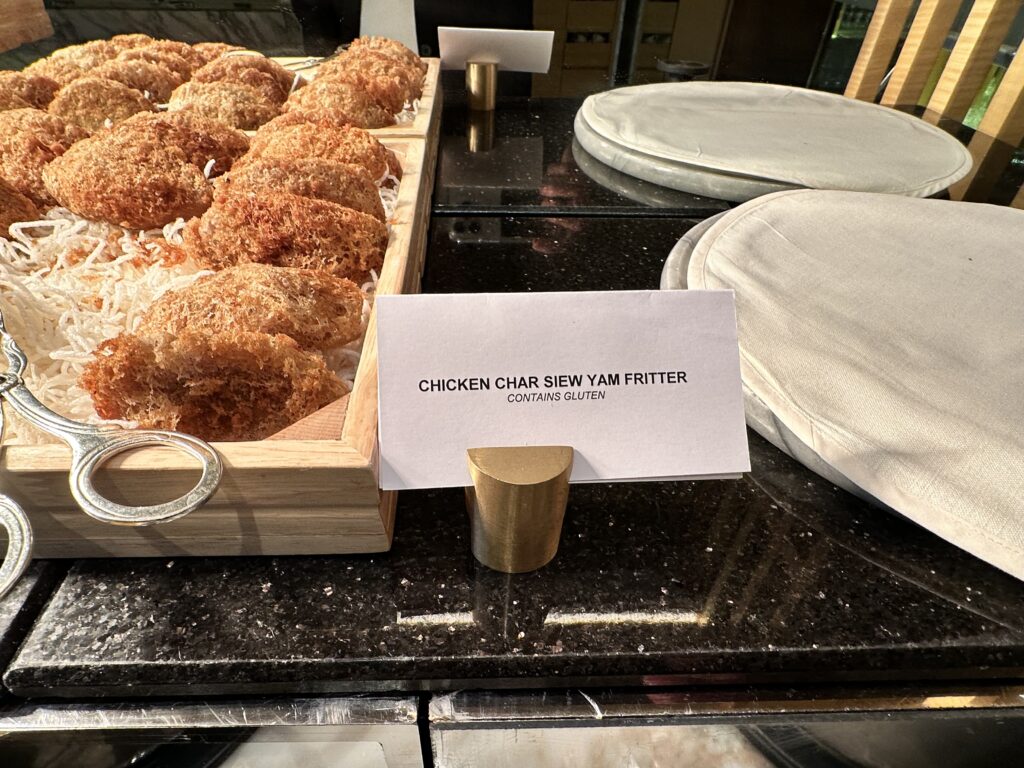 CHICKEN CHAR SIEW YAM FRITTER
CONTAINS GLUTEN